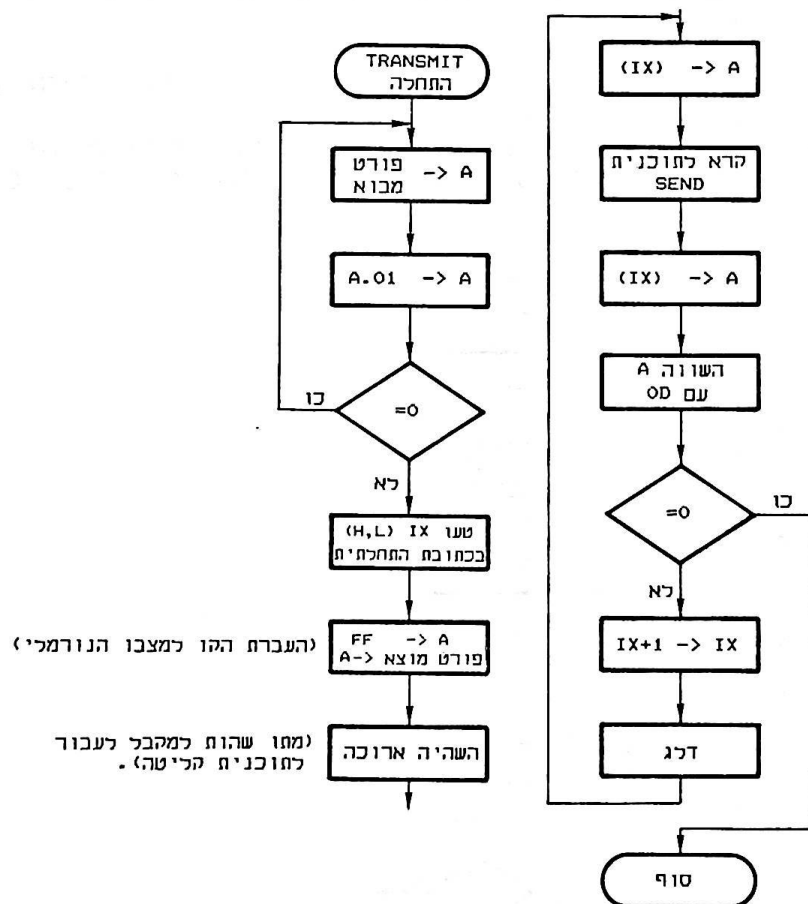 TRANSMIT
התחלה
פורט -> A
מבוא
A.01 -> A
=0
כן
לא
טען IX (H,L)
בכתובת התחלתית
FF -> A
A-> פורט מוצא
(העברת הקו למצבו הנורמלי)
השהיה ארוכה
(מתן שהות למקבל לעבור
לתוכנית קליטה).
(IX) -> A
קרא לתוכנית
SEND
(IX) -> A
השווה A
עם 0D
=0
כן
לא
IX+1 -> IX
דלג
סוף